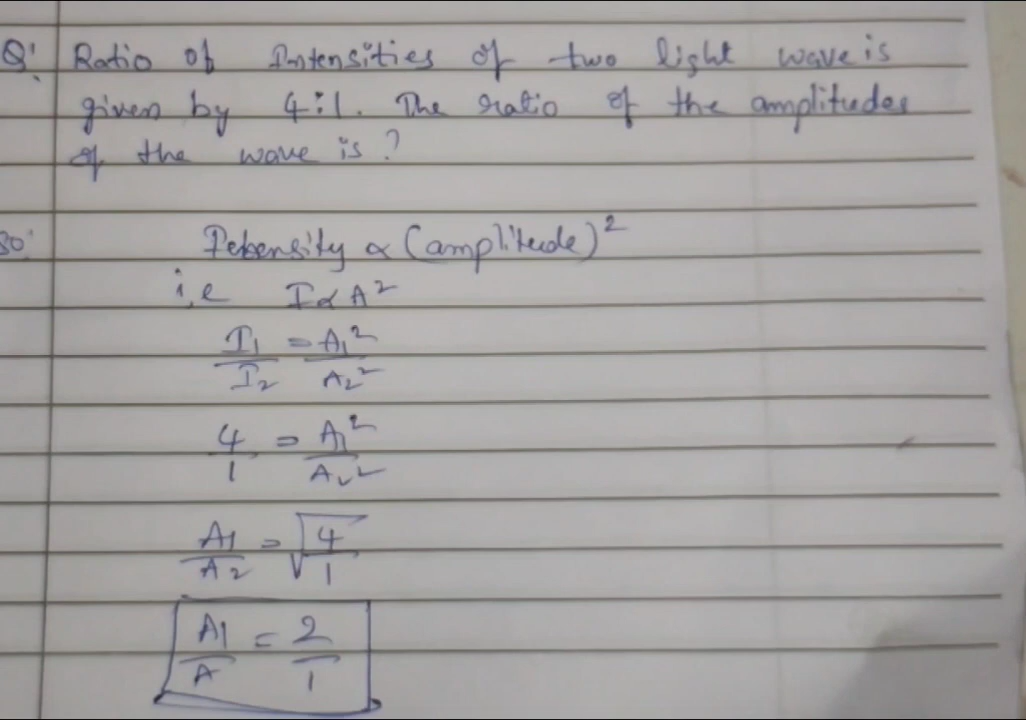 Q! Ratio of Intensities of two light wave is
given by 4:1. The ratio of the amplitudes
of the wave is?
So: Intensity ∝ (amplitude)²
i.e I ∝ A²
I₁/I₂ = A₁²/A₂²
4/1 = A₁²/A₂²
A₁/A₂ = √(4/1)
A₁/A = 2/1